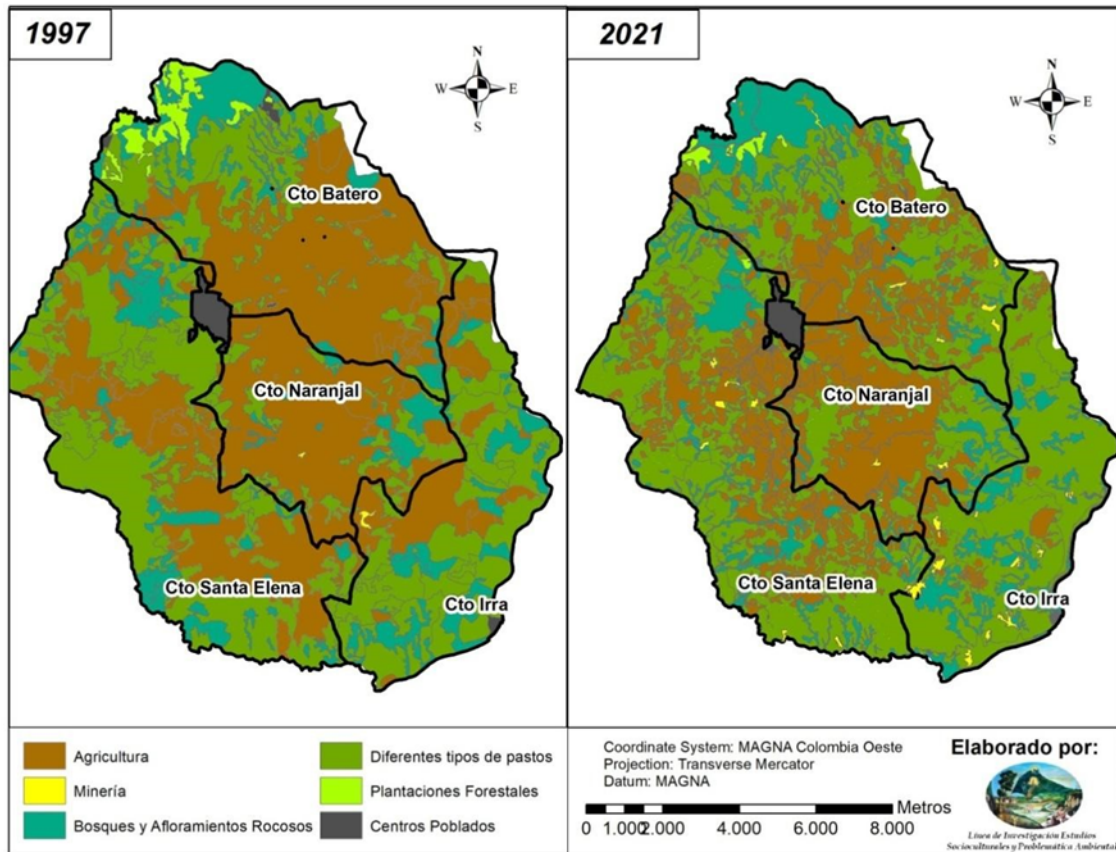 1997
N
W E
S
Cto Batero
Cto Naranjal
Cto Santa Elena
Cto Irra
2021
N
W E
S
Cto Batero
Cto Naranjal
Cto Santa Elena
Cto Irra
Agricultura
Minería
Bosques y Afloramientos Rocosos
Diferentes tipos de pastos
Plantaciones Forestales
Centros Poblados
Coordinate System: MAGNA Colombia Oeste
Projection: Transverse Mercator
Datum: MAGNA
Metros
0 1.000 2.000 4.000 6.000 8.000
Elaborado por:
Línea de Investigación Estudios
Socioculturales y Problemática Ambiental